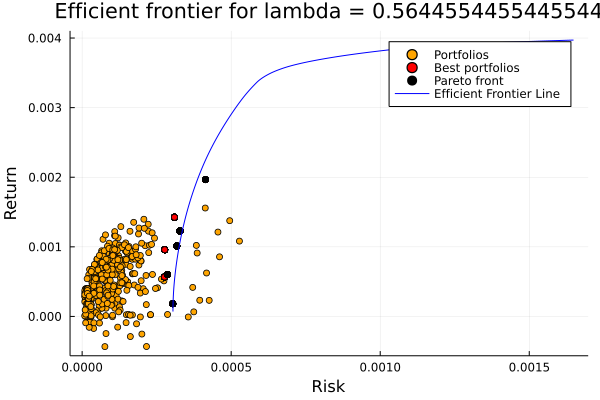 Efficient frontier for lambda = 0.5644554455445544
0.004
0.003
0.002
0.001
0.000
Return
Portfolios
Best portfolios
Pareto front
Efficient Frontier Line
0.0000
0.0005
0.0010
0.0015
Risk